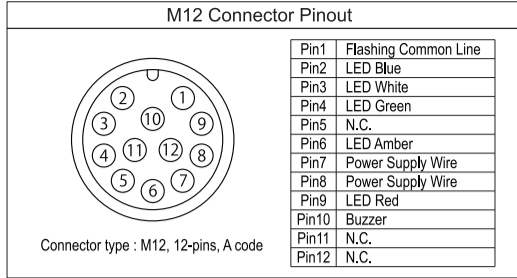 M12 Connector Pinout
Pin1 Flashing Common Line
Pin2 LED Blue
Pin3 LED White
Pin4 LED Green
Pin5 N.C.
Pin6 LED Amber
Pin7 Power Supply Wire
Pin8 Power Supply Wire
Pin9 LED Red
Pin10 Buzzer
Pin11 N.C.
Pin12 N.C.
2 1
3 10 9
4 11 12 8
5 6 7
Connector type : M12, 12-pins, A code